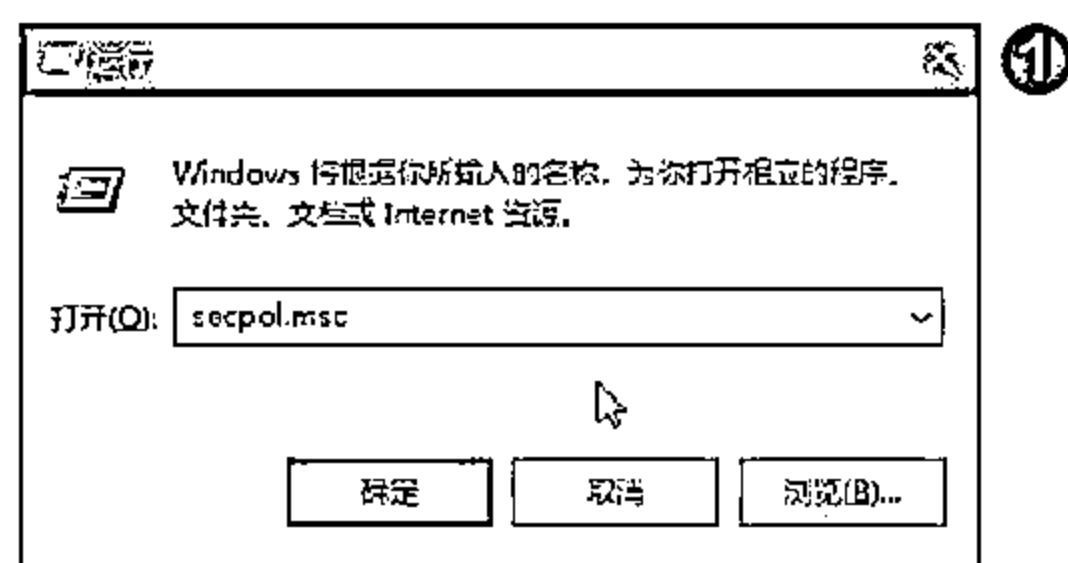 运行
①
Windows 将根据你所输入的名称，为你打开相应的程序、
文件夹、文档或 Internet 资源。
打开(O):
secpol.msc
确定
取消
浏览(B)...